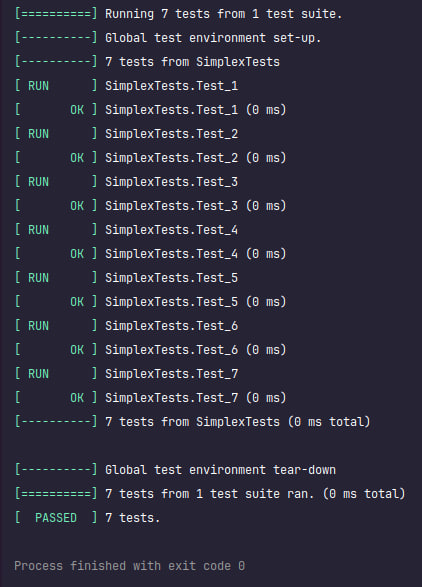 [==========] Running 7 tests from 1 test suite.
[----------] Global test environment set-up.
[----------] 7 tests from SimplexTests
[ RUN      ] SimplexTests.Test_1
[       OK ] SimplexTests.Test_1 (0 ms)
[ RUN      ] SimplexTests.Test_2
[       OK ] SimplexTests.Test_2 (0 ms)
[ RUN      ] SimplexTests.Test_3
[       OK ] SimplexTests.Test_3 (0 ms)
[ RUN      ] SimplexTests.Test_4
[       OK ] SimplexTests.Test_4 (0 ms)
[ RUN      ] SimplexTests.Test_5
[       OK ] SimplexTests.Test_5 (0 ms)
[ RUN      ] SimplexTests.Test_6
[       OK ] SimplexTests.Test_6 (0 ms)
[ RUN      ] SimplexTests.Test_7
[       OK ] SimplexTests.Test_7 (0 ms)
[----------] 7 tests from SimplexTests (0 ms total)
[----------] Global test environment tear-down
[==========] 7 tests from 1 test suite ran. (0 ms total)
[  PASSED  ] 7 tests.
Process finished with exit code 0